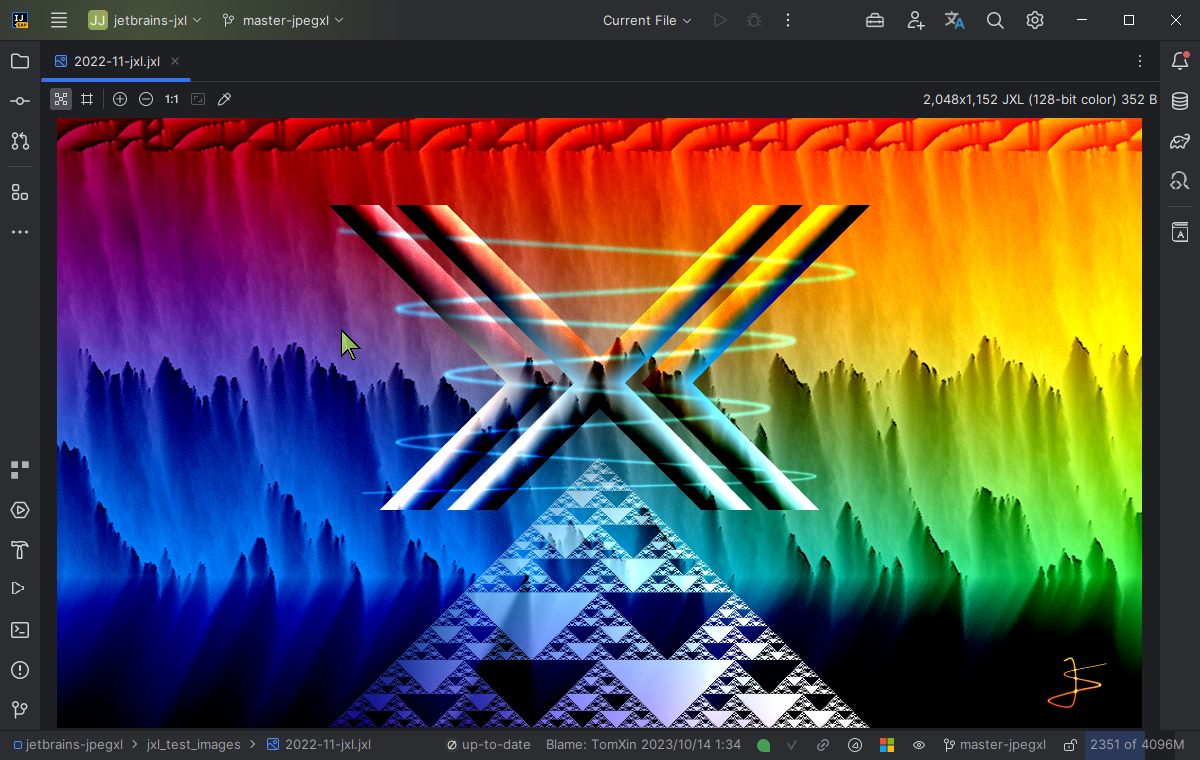 IJ
EAP
JJ jetbrains-jxl master-jpegxl Current File
2022-11-jxl.jxl
1:1 2,048x1,152 JXL (128-bit color) 352 B
jetbrains-jpegxl jxl_test_images 2022-11-jxl.jxl up-to-date Blame: TomXin 2023/10/14 1:34 master-jpegxl 2351 of 4096M